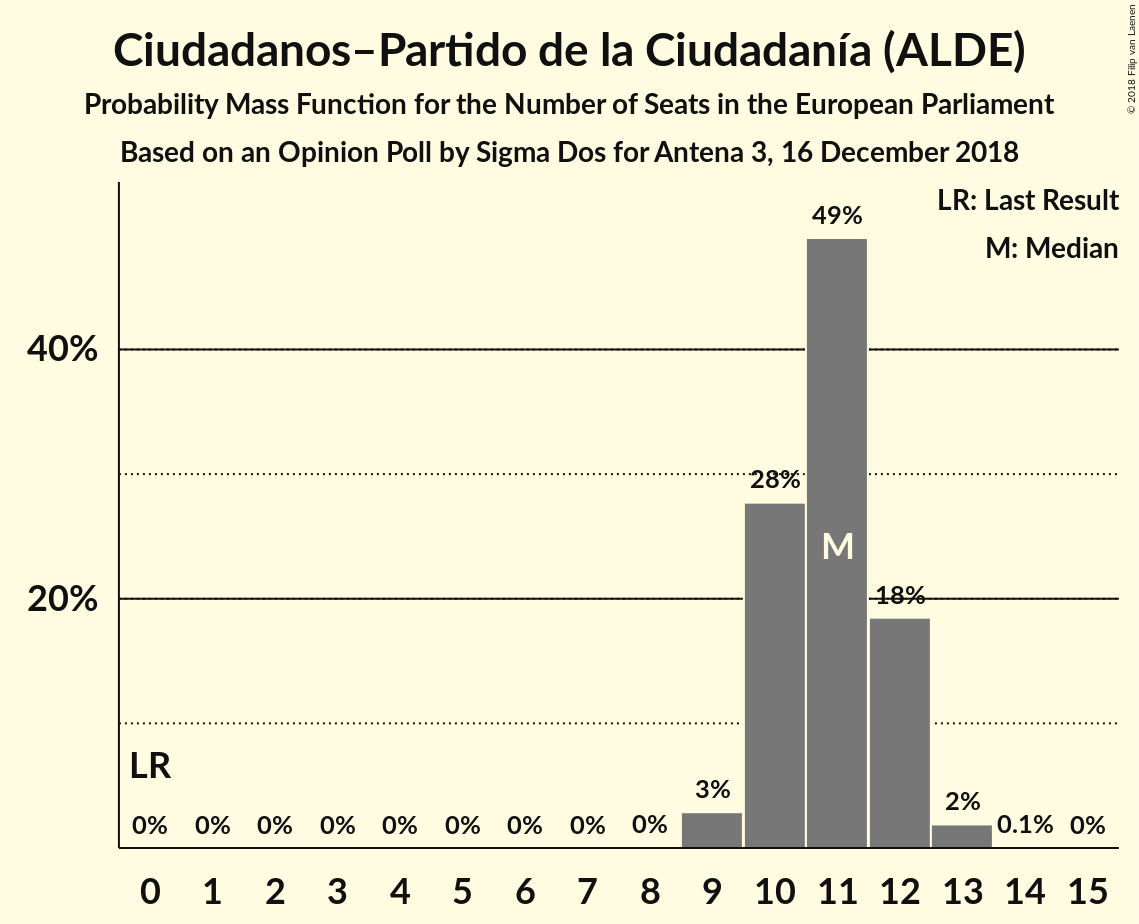 Ciudadanos–Partido de la Ciudadanía (ALDE)
Probability Mass Function for the Number of Seats in the European Parliament
Based on an Opinion Poll by Sigma Dos for Antena 3, 16 December 2018
© 2018 Filip van Laenen
LR: Last Result
M: Median
49%
40%
28%
M
20%
18%
LR
3%
2%
0% 0% 0% 0% 0% 0% 0% 0% 0% 0.1% 0%
0 1 2 3 4 5 6 7 8 9 10 11 12 13 14 15